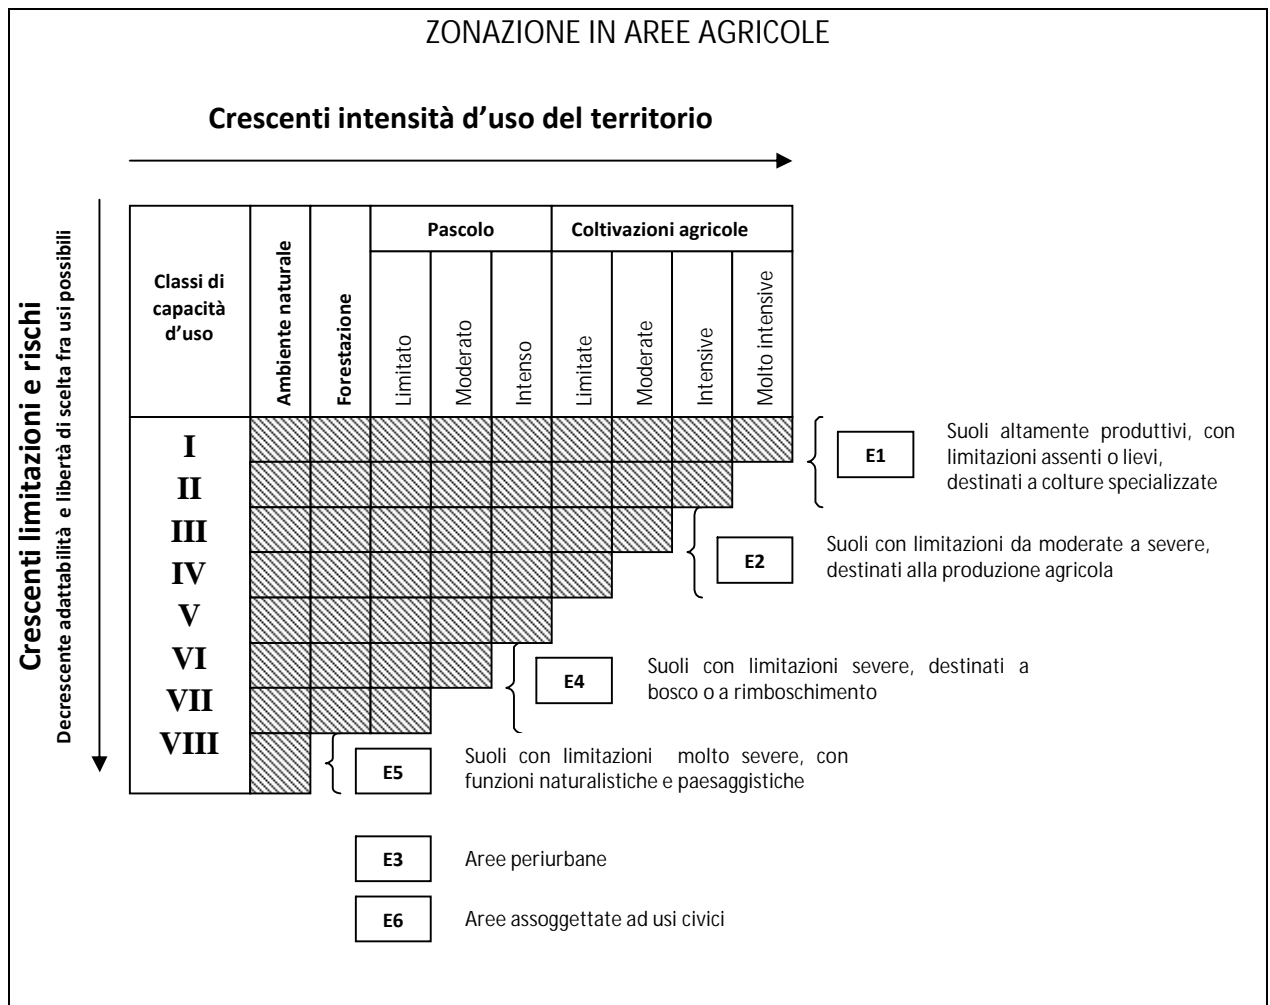 ZONAZIONE IN AREE AGRICOLE
Crescenti intensità d'uso del territorio
Crescenti limitazioni e rischi
Decrescente adattabilità e libertà di scelta fra usi possibili
Classi di
capacità
d'uso
Ambiente naturale
Forestazione
Pascolo
Limitato
Moderato
Intenso
Coltivazioni agricole
Limitate
Moderate
Intensive
Molto intensive
I
II
III
IV
V
VI
VII
VIII
E1
Suoli altamente produttivi, con
limitazioni assenti o lievi,
destinati a colture specializzate
E2
Suoli con limitazioni da moderate a severe,
destinati alla produzione agricola
E4
Suoli con limitazioni severe, destinati a
bosco o a rimboschimento
E5
Suoli con limitazioni molto severe, con
funzioni naturalistiche e paesaggistiche
E3
Aree periurbane
E6
Aree assoggettate ad usi civici